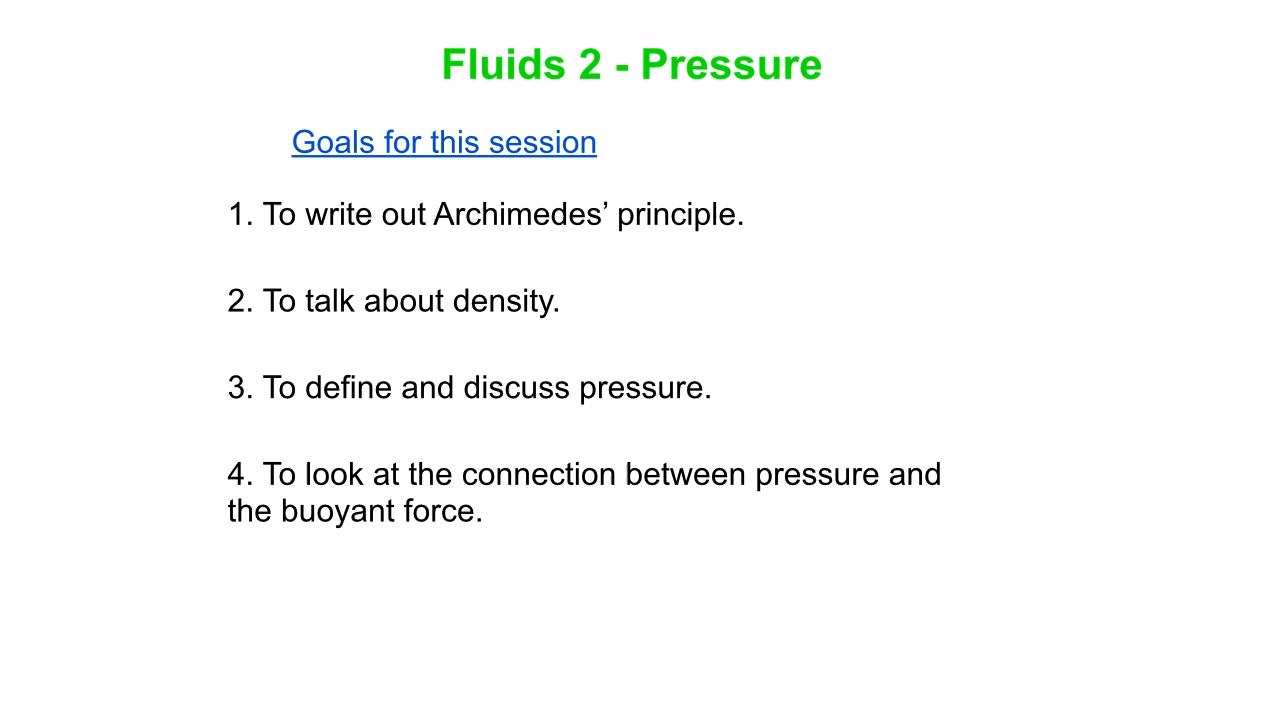 Fluids 2 - Pressure
Goals for this session
1. To write out Archimedes’ principle.
2. To talk about density.
3. To define and discuss pressure.
4. To look at the connection between pressure and
the buoyant force.